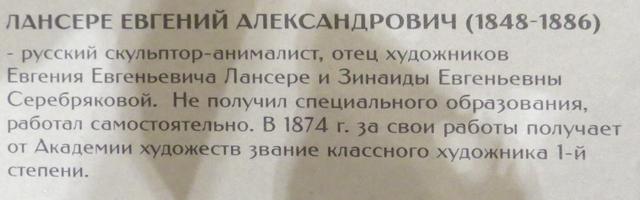 ЛАНСЕРЕ ЕВГЕНИЙ АЛЕКСАНДРОВИЧ (1848-1886)
- русский скульптор-анималист, отец художников
Евгения Евгеньевича Лансере и Зинаиды Евгеньевны
Серебряковой. Не получил специального образования,
работал самостоятельно. В 1874 г. за свои работы получает
от Академии художеств звание классного художника 1-й
степени.